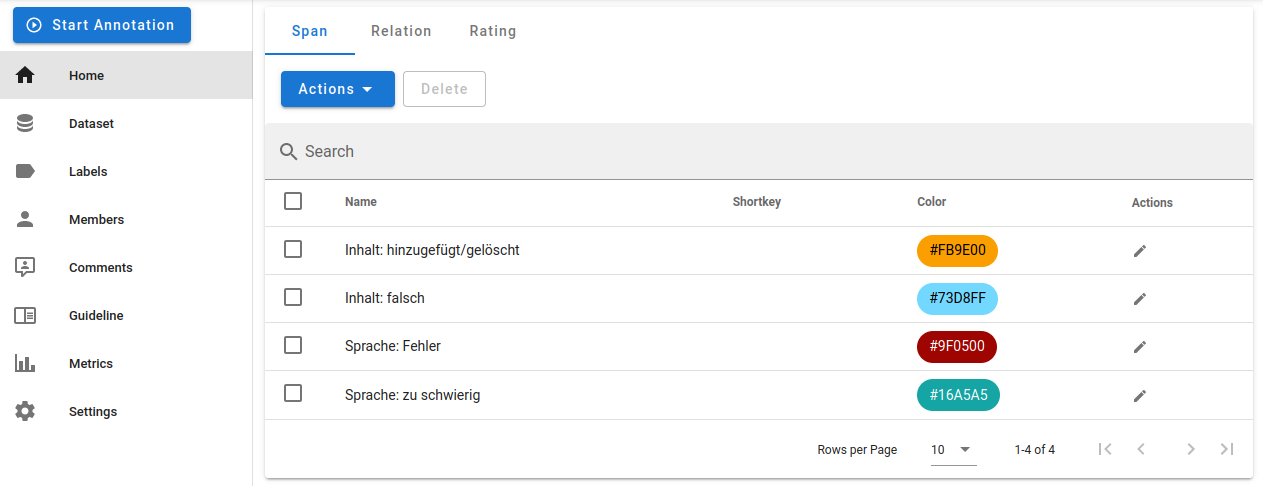 Start Annotation
Home
Dataset
Labels
Members
Comments
Guideline
Metrics
Settings
Span Relation Rating
Actions Delete
Search
Name Shortkey Color Actions
Inhalt: hinzugefügt/gelöscht #FB9E00
Inhalt: falsch #73D8FF
Sprache: Fehler #9F0500
Sprache: zu schwierig #16A5A5
Rows per Page 10 1-4 of 4